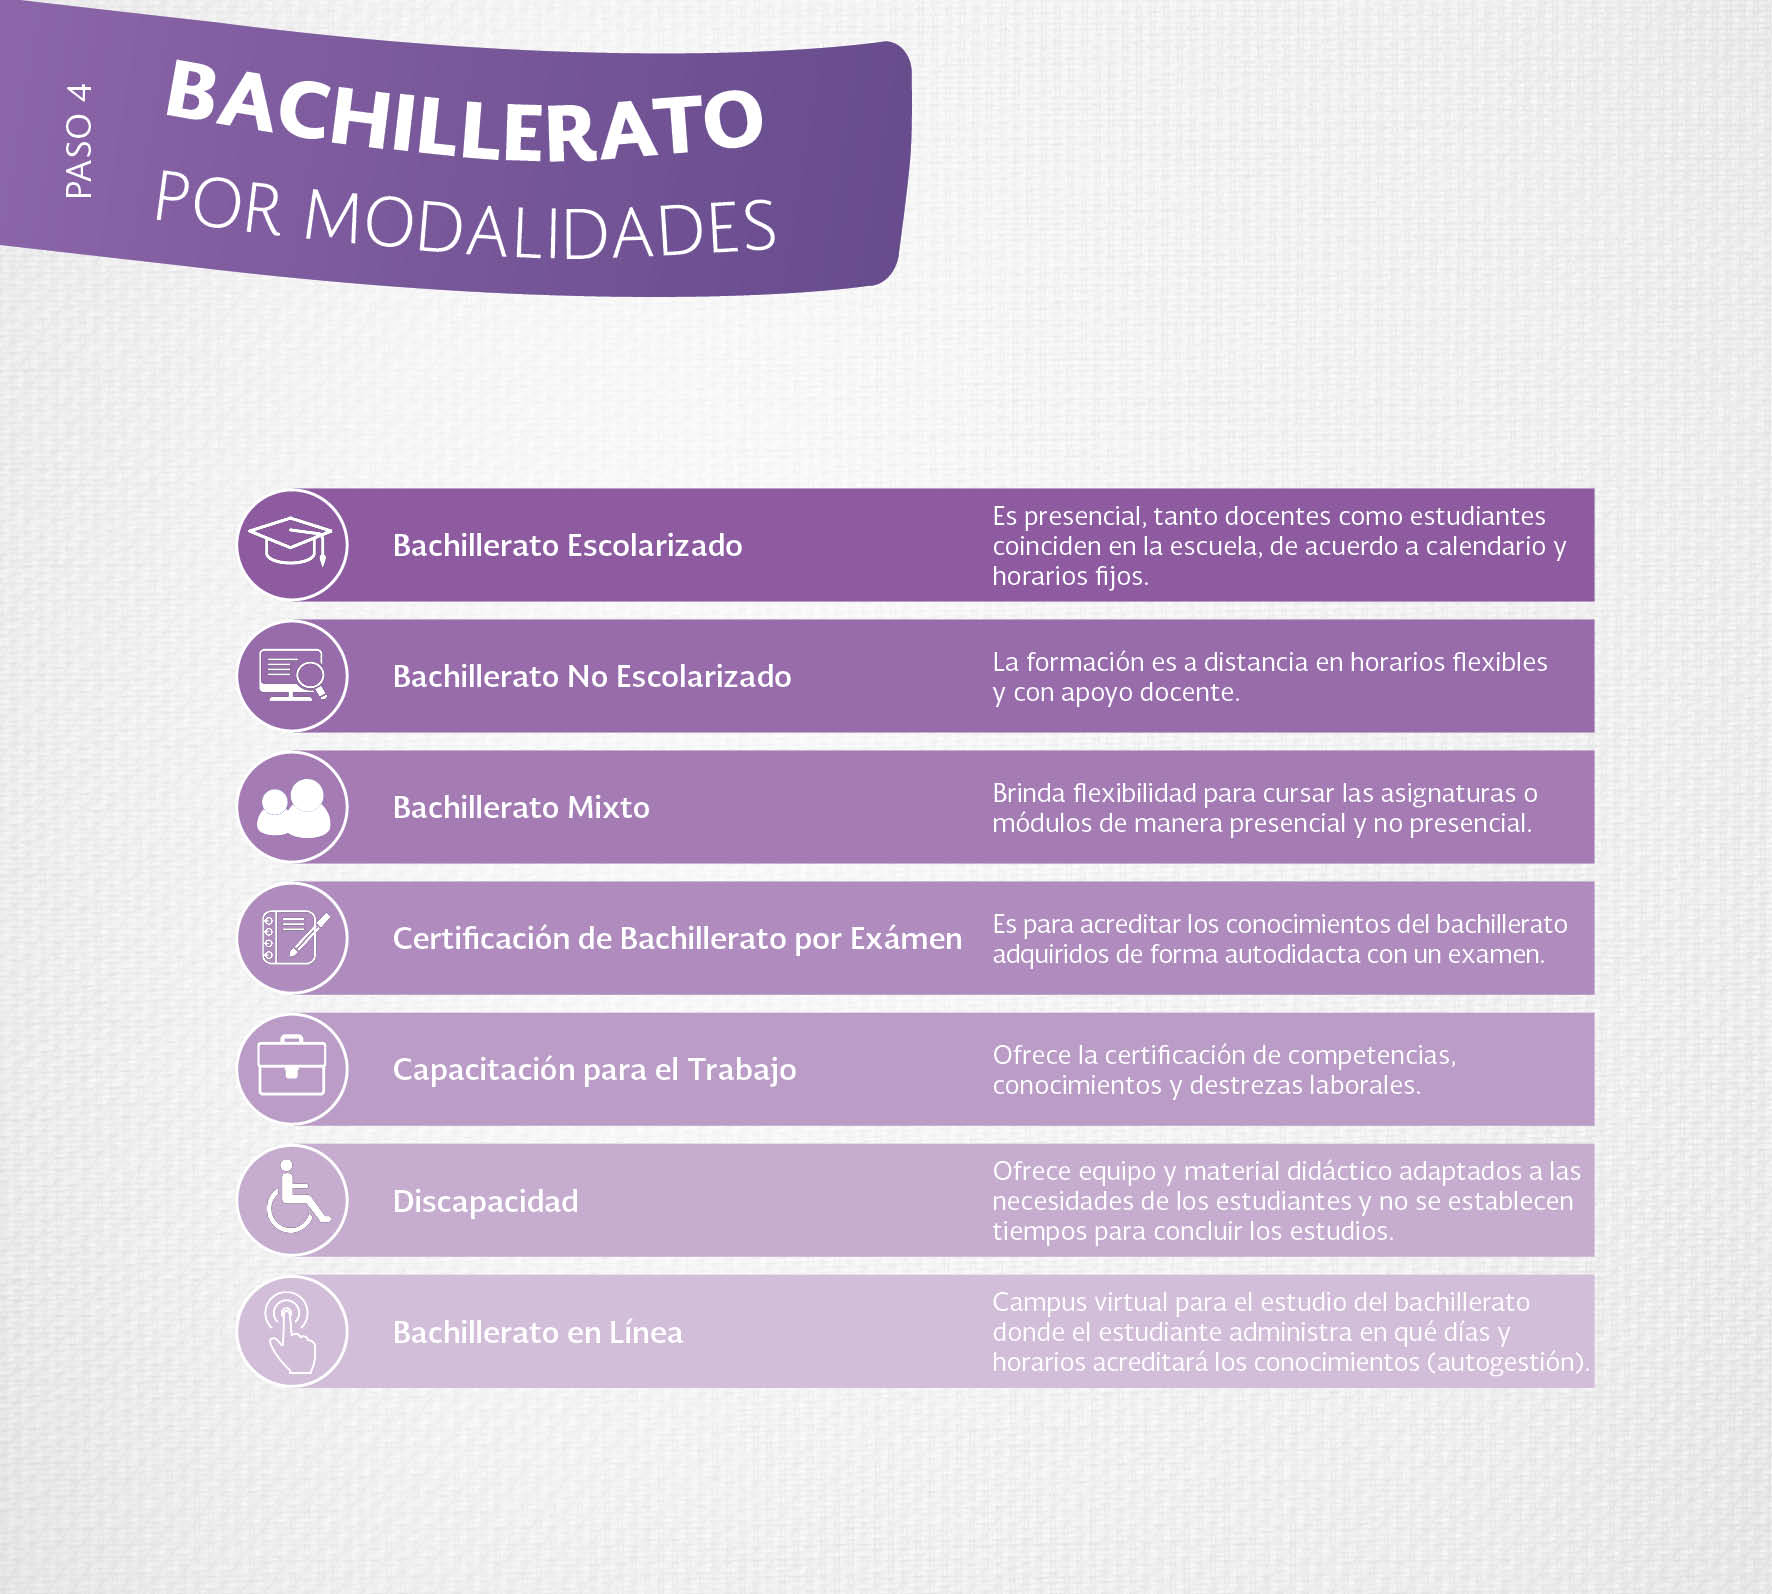 PASO 4
BACHILLERATO
POR MODALIDADES
Bachillerato Escolarizado
Es presencial, tanto docentes como estudiantes
coinciden en la escuela, de acuerdo a calendario y
horarios fijos.
Bachillerato No Escolarizado
La formación es a distancia en horarios flexibles
y con apoyo docente.
Bachillerato Mixto
Brinda flexibilidad para cursar las asignaturas o
módulos de manera presencial y no presencial.
Certificación de Bachillerato por Exámen
Es para acreditar los conocimientos del bachillerato
adquiridos de forma autodidacta con un examen.
Capacitación para el Trabajo
Ofrece la certificación de competencias,
conocimientos y destrezas laborales.
Discapacidad
Ofrece equipo y material didáctico adaptados a las
necesidades de los estudiantes y no se establecen
tiempos para concluir los estudios.
Bachillerato en Línea
Campus virtual para el estudio del bachillerato
donde el estudiante administra en qué días y
horarios acreditará los conocimientos (autogestión).